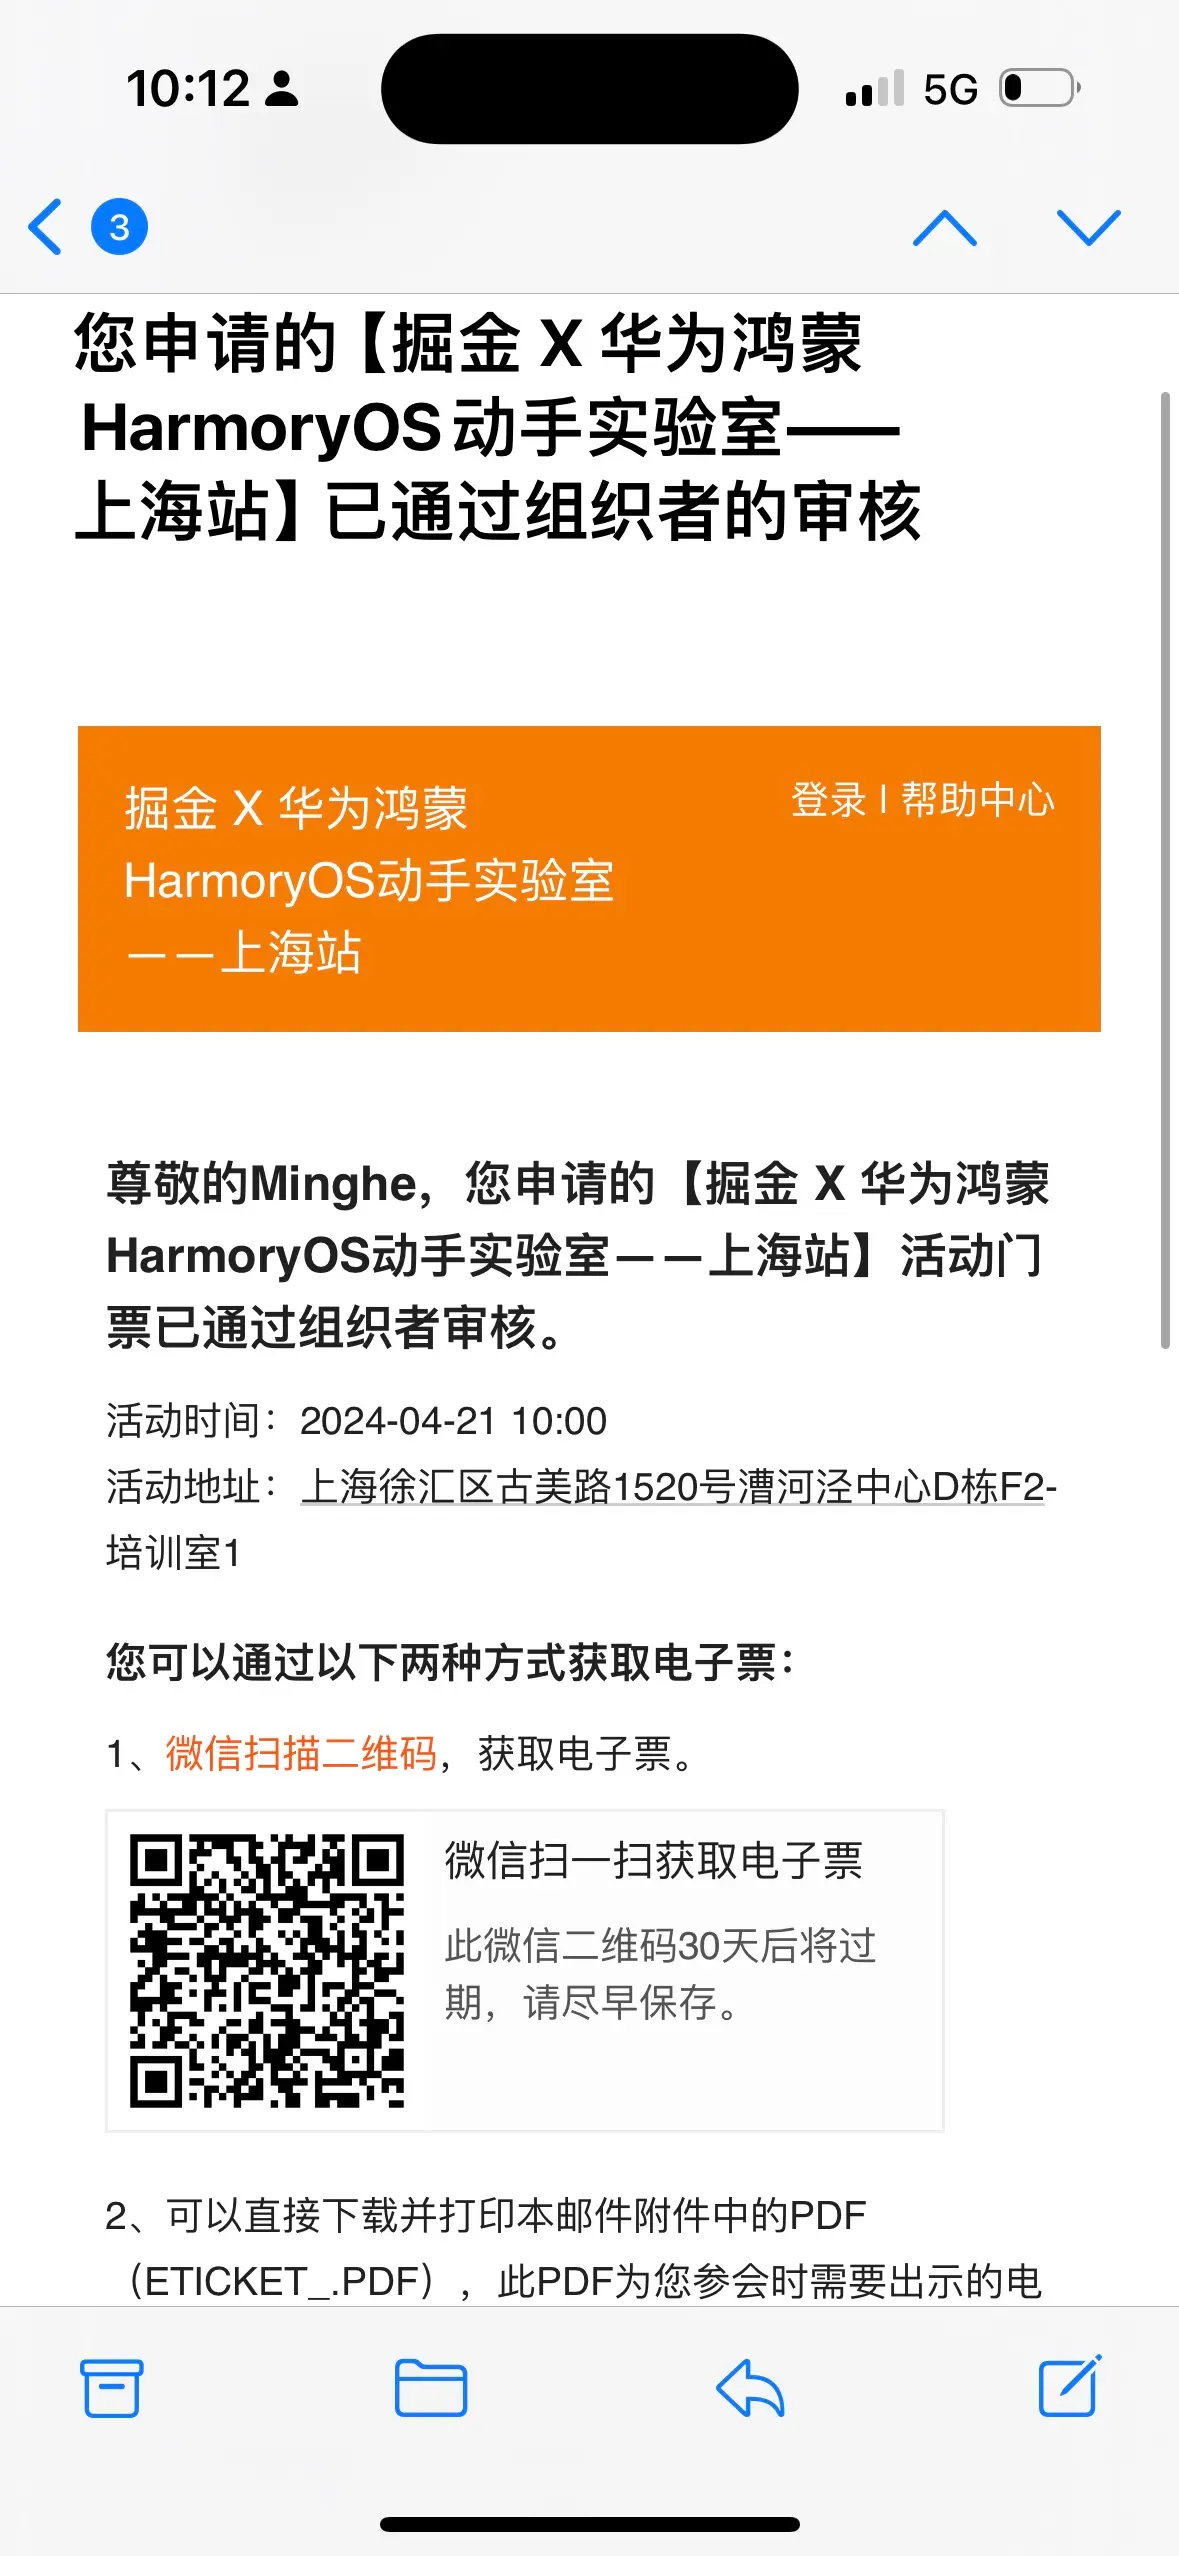 10:12
5G
3
您申请的【掘金 X 华为鸿蒙
HarmoryOS动手实验室——
上海站】已通过组织者的审核
掘金 X 华为鸿蒙
HarmoryOS动手实验室
——上海站
登录 | 帮助中心
尊敬的Minghe，您申请的【掘金 X 华为鸿蒙
HarmoryOS动手实验室——上海站】活动门
票已通过组织者审核。
活动时间：2024-04-21 10:00
活动地址：上海徐汇区古美路1520号漕河泾中心D栋F2-
培训室1
您可以通过以下两种方式获取电子票：
1、微信扫描二维码，获取电子票。
微信扫一扫获取电子票
此微信二维码30天后将过
期，请尽早保存。
2、可以直接下载并打印本邮件附件中的PDF
（ETICKET_.PDF），此PDF为您参会时需要出示的电